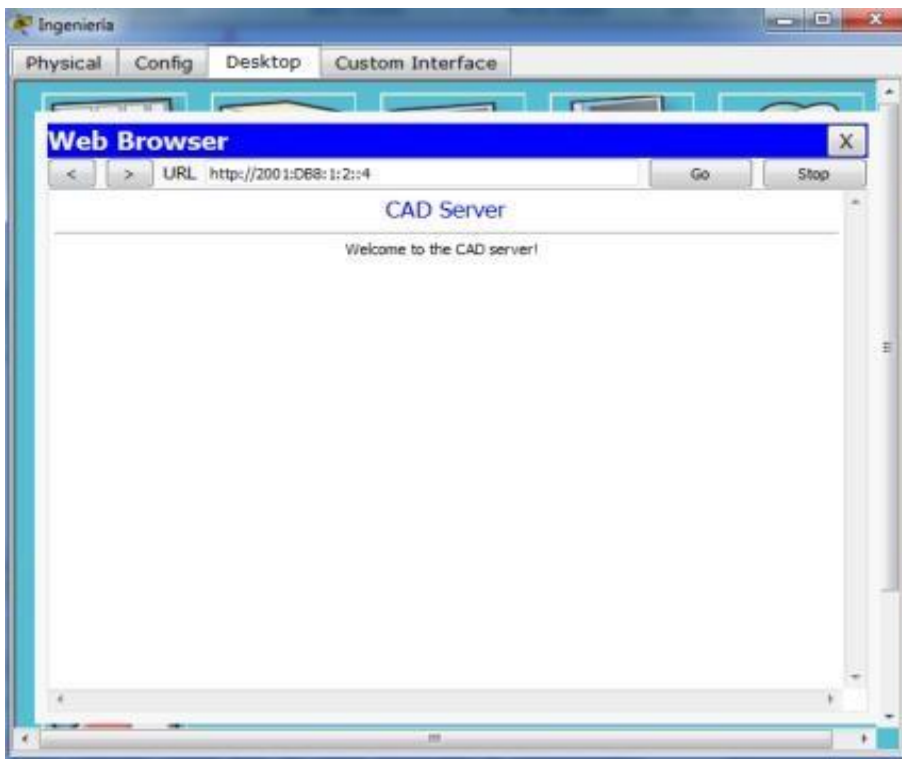 Ingeniería
Physical Config Desktop Custom Interface
Web Browser X
< > URL http://2001:DB8:1:2::4 Go Stop
CAD Server
Welcome to the CAD server!